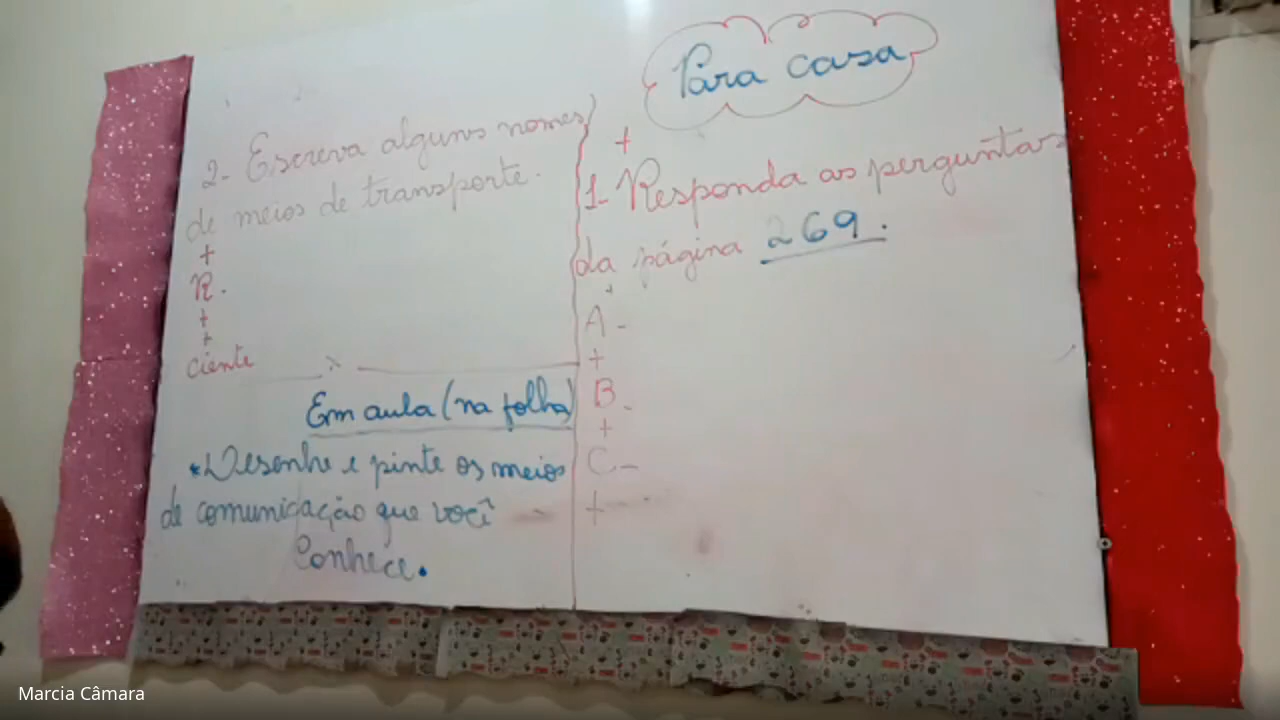 2- Escreva alguns nomes
de meios de transporte.
+
R.
+
+
ciente
Em aula (na folha)
*Desenhe e pinte os meios
de comunicação que você
Conhece.
Para casa
+
1- Responda as perguntas
da página 269.
+
A-
+
B-
+
C-
+
Marcia Câmara